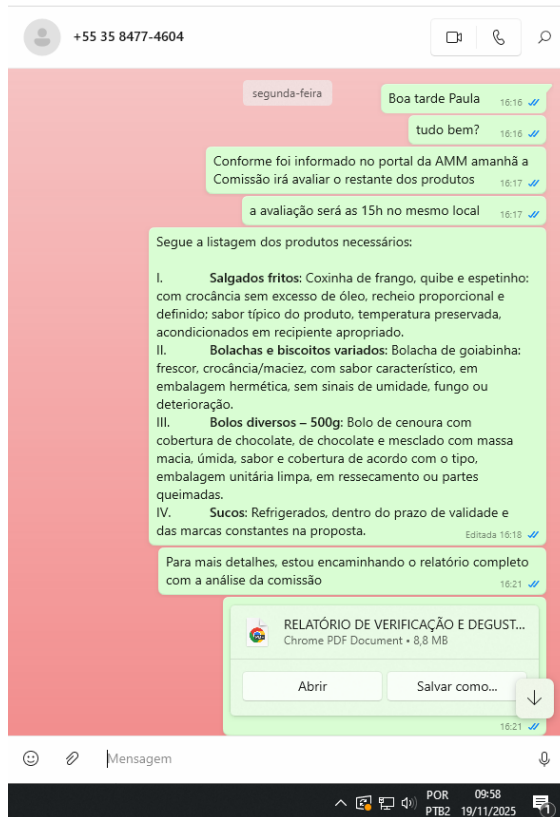 +55 35 8477-4604
segunda-feira
Boa tarde Paula 16:16
tudo bem? 16:16
Conforme foi informado no portal da AMM amanhã a
Comissão irá avaliar o restante dos produtos 16:17
a avaliação será as 15h no mesmo local 16:17
Segue a listagem dos produtos necessários:
I. Salgados fritos: Coxinha de frango, quibe e espetinho:
com crocância sem excesso de óleo, recheio proporcional e
definido; sabor típico do produto, temperatura preservada,
acondicionados em recipiente apropriado.
II. Bolachas e biscoitos variados: Bolacha de goiabinha:
frescor, crocância/maciez, com sabor característico, em
embalagem hermética, sem sinais de umidade, fungo ou
deterioração.
III. Bolos diversos – 500g: Bolo de cenoura com
cobertura de chocolate, de chocolate e mesclado com massa
macia, úmida, sabor e cobertura de acordo com o tipo,
embalagem unitária limpa, em ressecamento ou partes
queimadas.
IV. Sucos: Refrigerados, dentro do prazo de validade e
das marcas constantes na proposta. Editada 16:18
Para mais detalhes, estou encaminhando o relatório completo
com a análise da comissão 16:21
RELATÓRIO DE VERIFICAÇÃO E DEGUST...
Chrome PDF Document • 8,8 MB
Abrir Salvar como...
16:21
Mensagem
POR 09:58
PTB2 19/11/2025 1